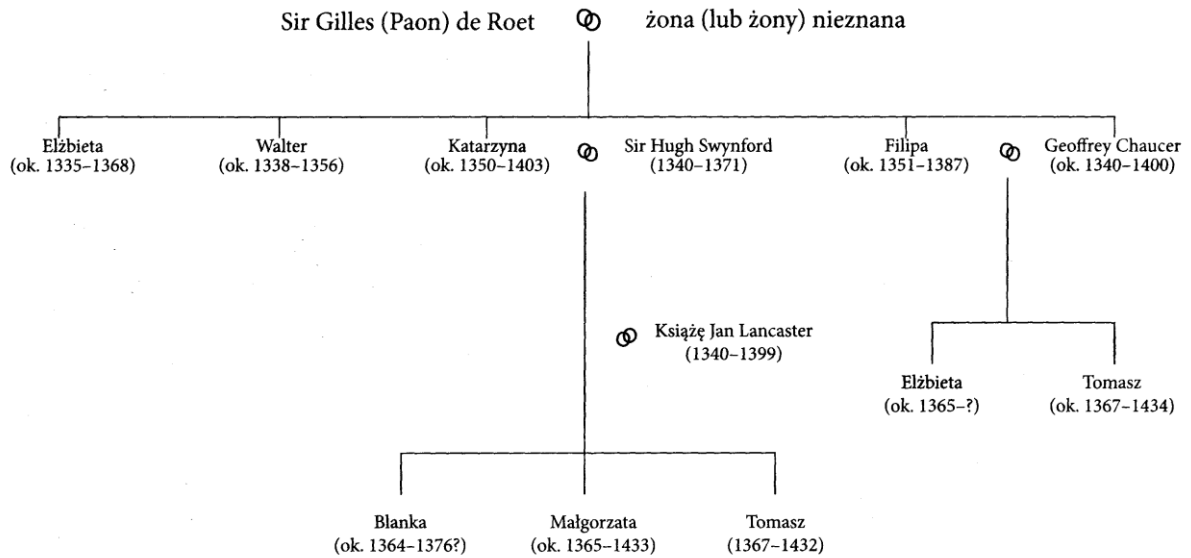 Sir Gilles (Paon) de Roet żona (lub żony) nieznana
Elżbieta Walter Katarzyna Sir Hugh Swynford Filipa Geoffrey Chaucer
(ok. 1335–1368) (ok. 1338–1356) (ok. 1350–1403) (1340–1371) (ok. 1351–1387) (ok. 1340–1400)
Książę Jan Lancaster
(1340–1399)
Elżbieta Tomasz
(ok. 1365–?) (ok. 1367–1434)
Blanka Małgorzata Tomasz
(ok. 1364–1376?) (ok. 1365–1433) (1367–1432)